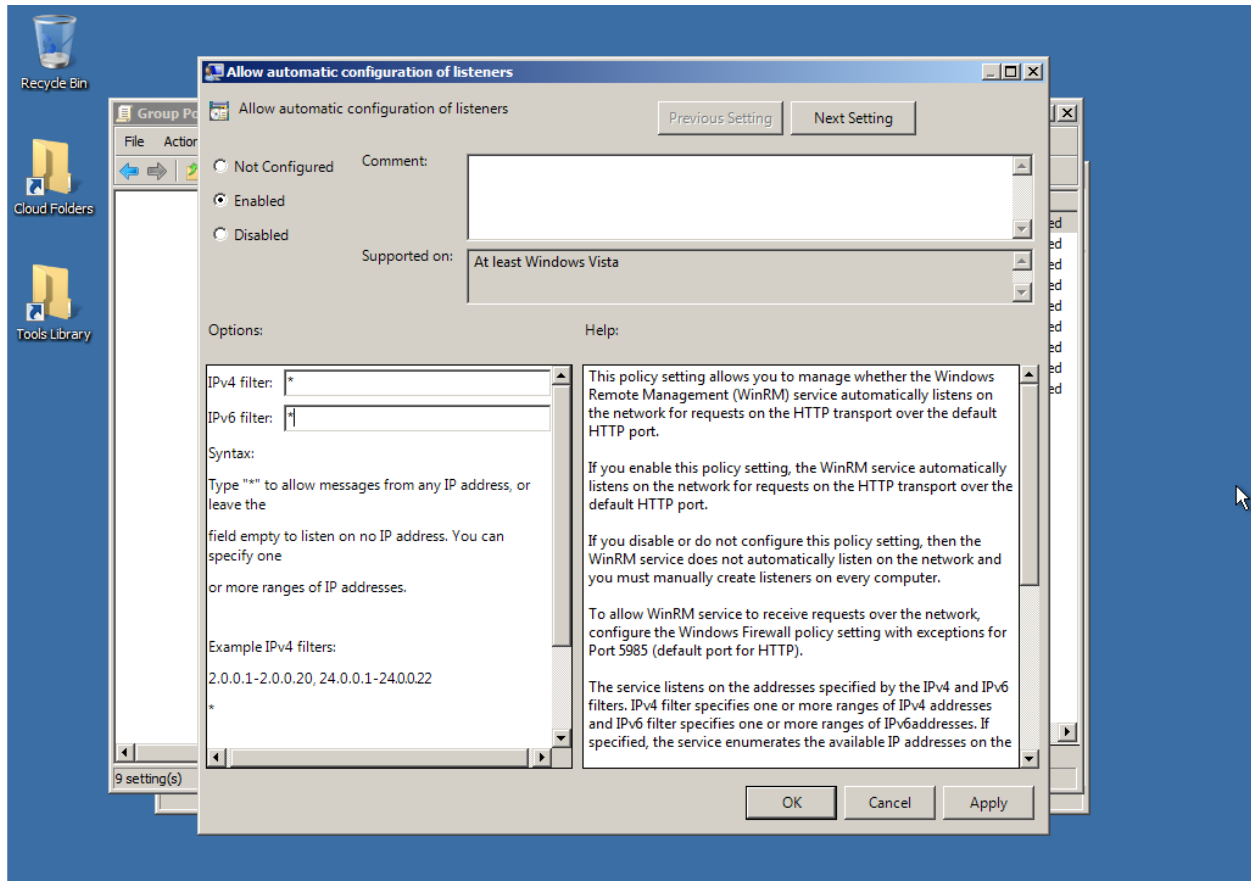 Recycle Bin
Cloud Folders
Tools Library
Group Po
File Action
9 setting(s)
Allow automatic configuration of listeners
Allow automatic configuration of listeners
Previous Setting
Next Setting
Not Configured
Enabled
Disabled
Comment:
Supported on:
At least Windows Vista
Options:
Help:
IPv4 filter: *
IPv6 filter: *
Syntax:
Type "*" to allow messages from any IP address, or
leave the
field empty to listen on no IP address. You can
specify one
or more ranges of IP addresses.
Example IPv4 filters:
2.0.0.1-2.0.0.20, 24.0.0.1-24.0.0.22
*
This policy setting allows you to manage whether the Windows
Remote Management (WinRM) service automatically listens on
the network for requests on the HTTP transport over the default
HTTP port.
If you enable this policy setting, the WinRM service automatically
listens on the network for requests on the HTTP transport over the
default HTTP port.
If you disable or do not configure this policy setting, then the
WinRM service does not automatically listen on the network and
you must manually create listeners on every computer.
To allow WinRM service to receive requests over the network,
configure the Windows Firewall policy setting with exceptions for
Port 5985 (default port for HTTP).
The service listens on the addresses specified by the IPv4 and IPv6
filters. IPv4 filter specifies one or more ranges of IPv4 addresses
and IPv6 filter specifies one or more ranges of IPv6addresses. If
specified, the service enumerates the available IP addresses on the
OK
Cancel
Apply
ed
ed
ed
ed
ed
ed
ed
ed
ed